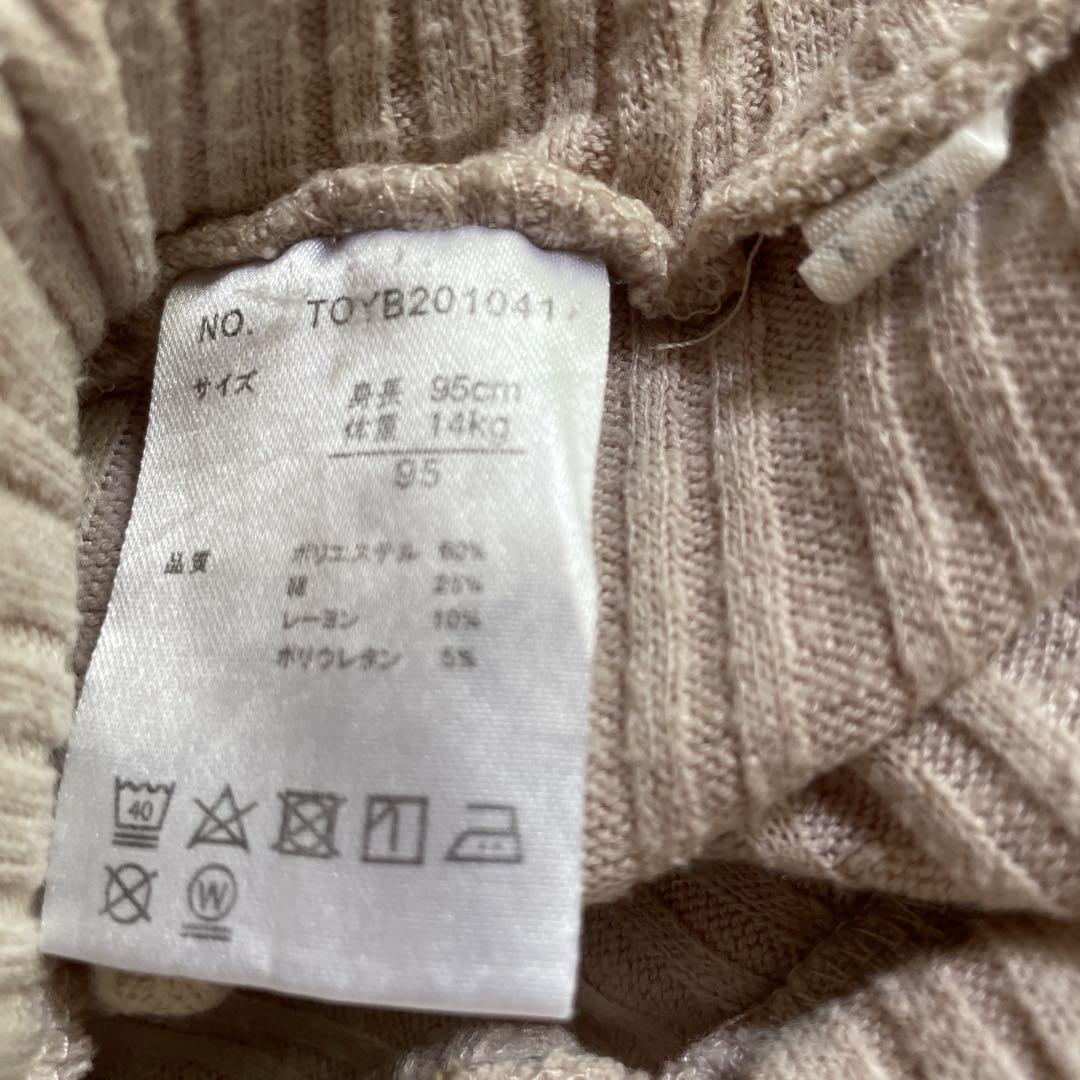 NO. TOYB201041
サイズ 身長 95cm
体重 14kg
95
品質 ポリエステル 60%
綿 25%
レーヨン 10%
ポリウレタン 5%
40
W